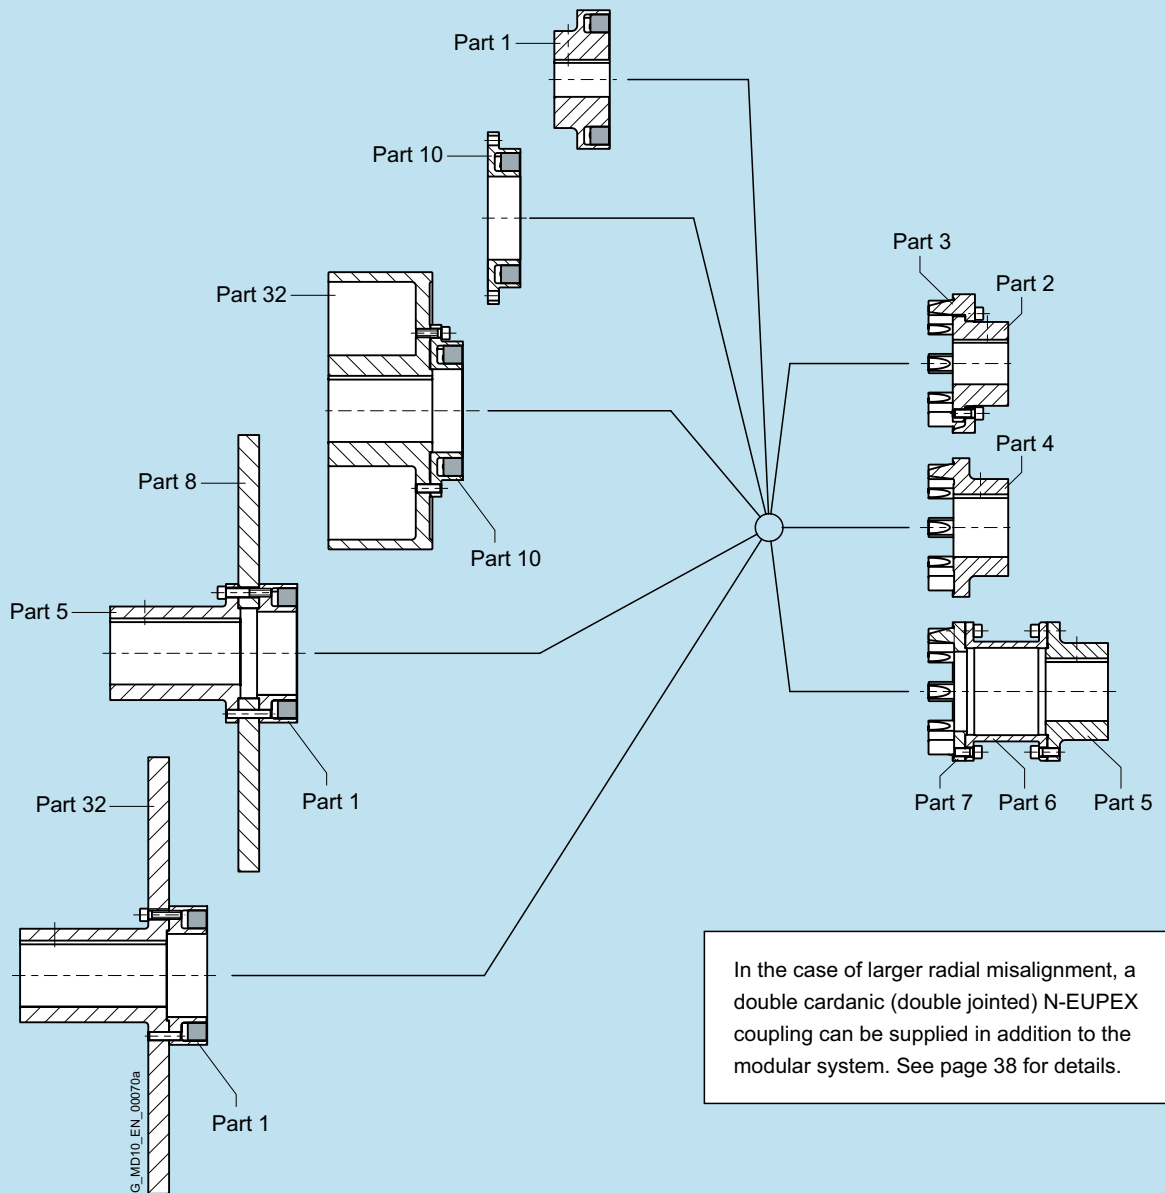 Part 1
Part 10
Part 3
Part 2
Part 32
Part 4
Part 8
Part 10
Part 5
Part 1
Part 32
Part 7
Part 6
Part 5
In the case of larger radial misalignment, a
double cardanic (double jointed) N-EUPEX
coupling can be supplied in addition to the
modular system. See page 38 for details.
Part 1
G_MD10_EN_00070a